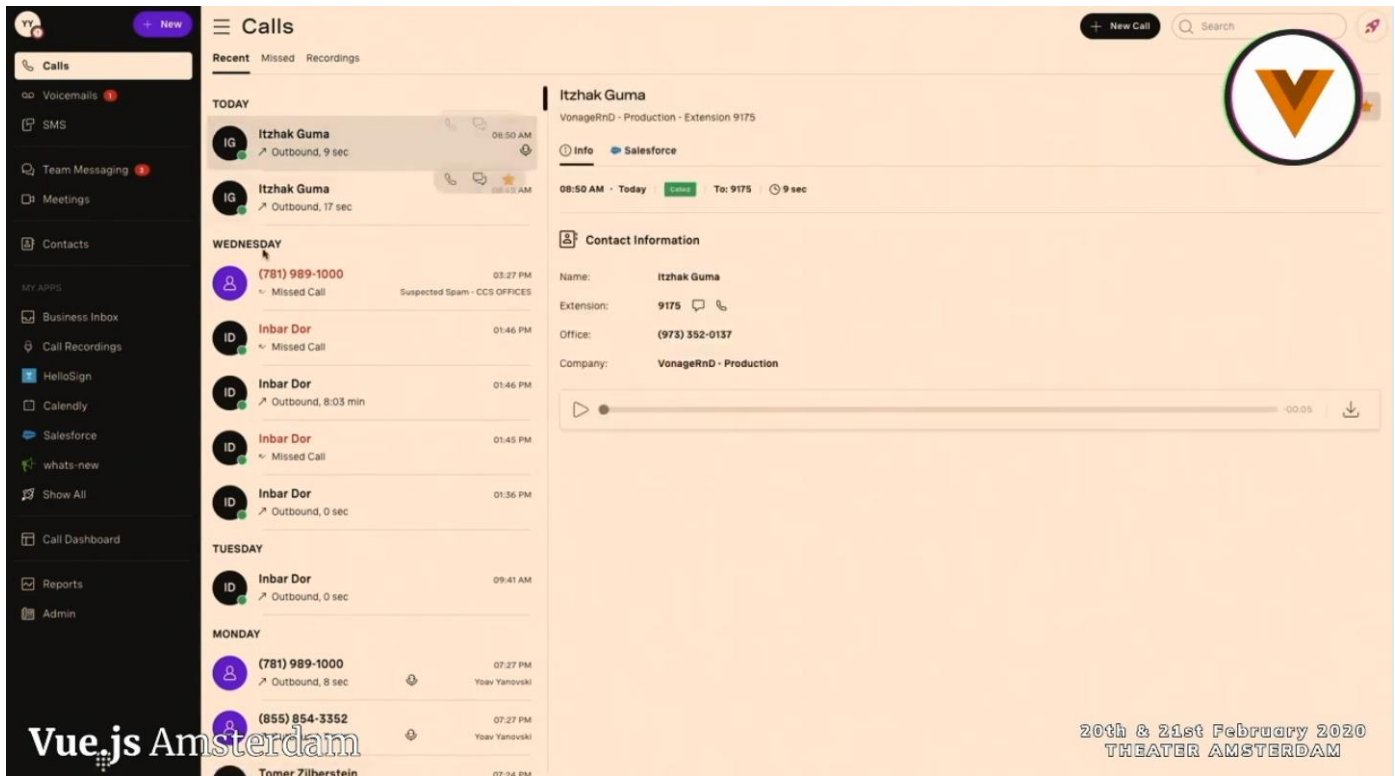 YY
+ New
Calls
Voicemails 1
SMS
Team Messaging 3
Meetings
Contacts
MY APPS
Business Inbox
Call Recordings
HelloSign
Calendly
Salesforce
whats-new
Show All
Call Dashboard
Reports
Admin
Calls
+ New Call
Search
Recent Missed Recordings
TODAY
IG
Itzhak Guma
08:50 AM
Outbound, 9 sec
IG
Itzhak Guma
AM
Outbound, 17 sec
WEDNESDAY
(781) 989-1000
03:27 PM
Missed Call
Suspected Spam - CCS OFFICES
ID
Inbar Dor
01:46 PM
Missed Call
ID
Inbar Dor
01:46 PM
Outbound, 8:03 min
ID
Inbar Dor
01:45 PM
Missed Call
ID
Inbar Dor
01:36 PM
Outbound, 0 sec
TUESDAY
ID
Inbar Dor
09:41 AM
Outbound, 0 sec
MONDAY
(781) 989-1000
07:27 PM
Outbound, 8 sec
Yoav Yanovski
(855) 854-3352
07:27 PM
Yoav Yanovski
Tomer Zilberstein
07:24 PM
Itzhak Guma
VonageRnD - Production - Extension 9175
Info Salesforce
08:50 AM · Today
To: 9175
9 sec
Contact Information
Name: Itzhak Guma
Extension: 9175
Office: (973) 352-0137
Company: VonageRnD - Production
-00:05
Vue.js Amsterdam
20th & 21st February 2020
THEATER AMSTERDAM